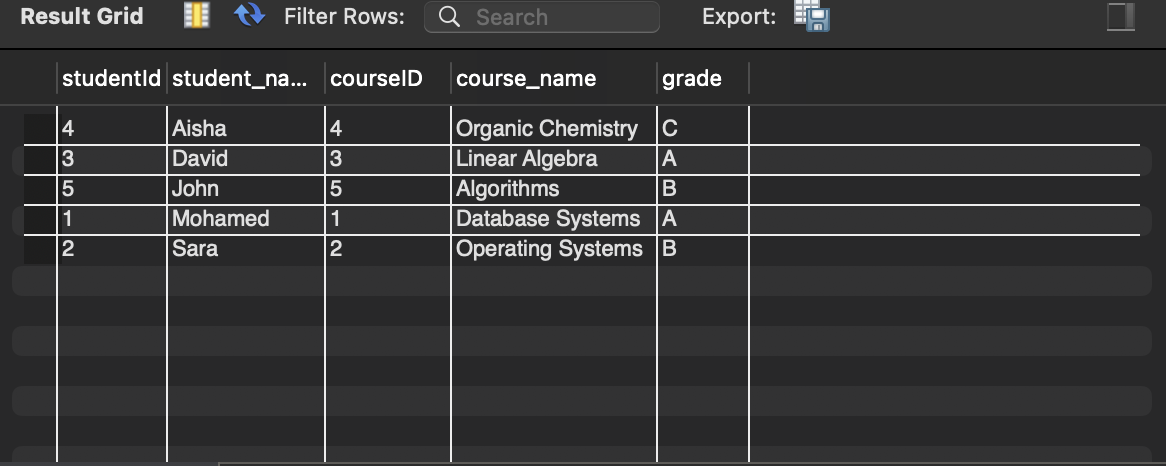 Result Grid Filter Rows: Search Export:
studentId student_na... courseID course_name grade
4 Aisha 4 Organic Chemistry C
3 David 3 Linear Algebra A
5 John 5 Algorithms B
1 Mohamed 1 Database Systems A
2 Sara 2 Operating Systems B